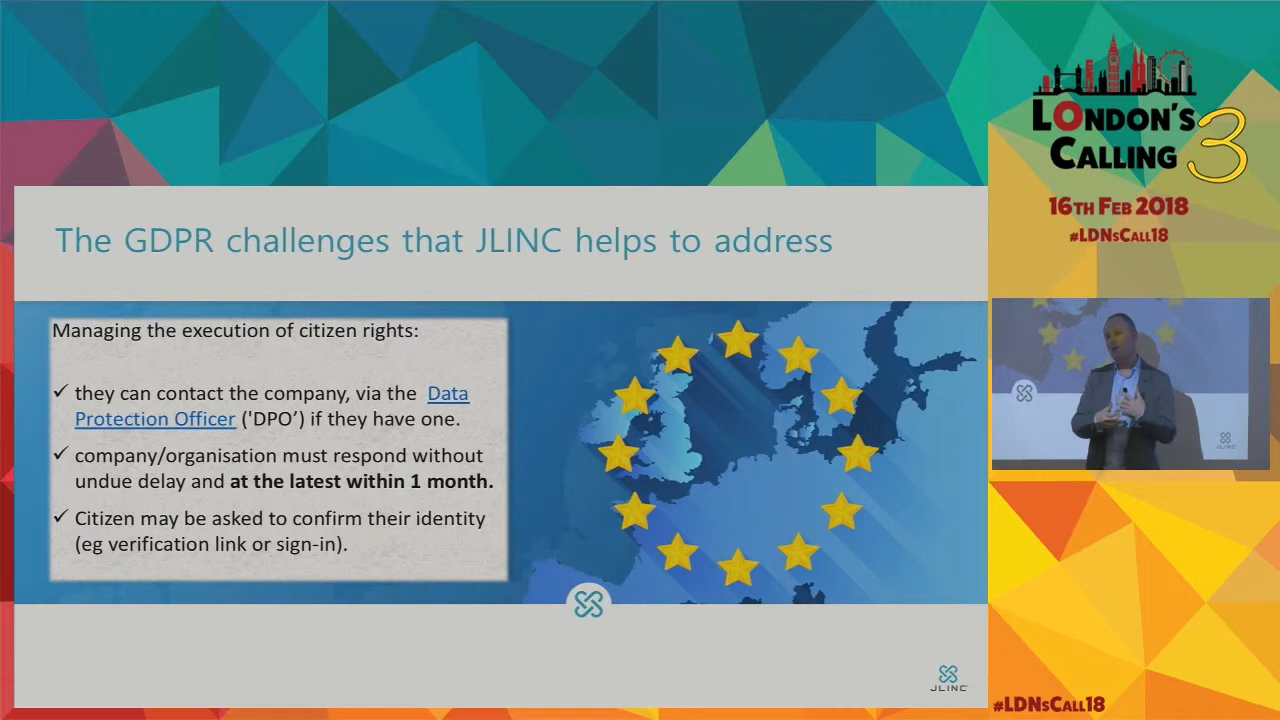 The GDPR challenges that JLINC helps to address
Managing the execution of citizen rights:
✓ they can contact the company, via the Data
Protection Officer ('DPO’) if they have one.
✓ company/organisation must respond without
undue delay and at the latest within 1 month.
✓ Citizen may be asked to confirm their identity
(eg verification link or sign-in).
JLINC
LONDON'S
CALLING 3
16TH FEB 2018
#LDNSCALL18
JLINC
#LDNSCALL18